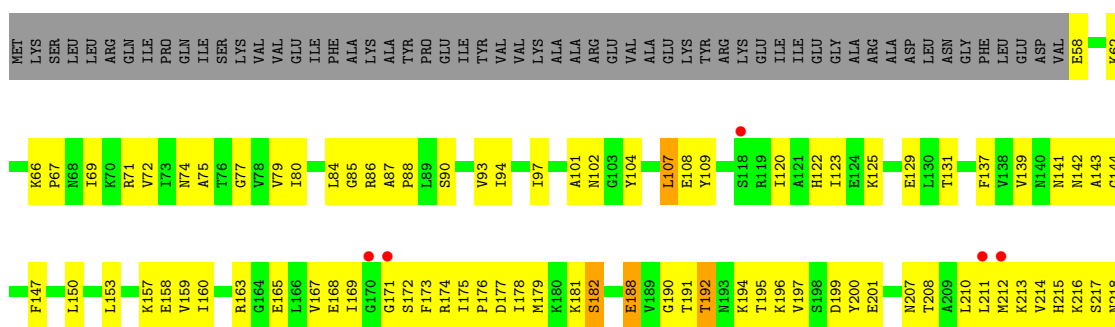 MET LYS SER LEU LEU ARG GLN ILE PRO GLN ILE SER LYS VAL VAL GLU ILE PHE ALA LYS ALA TYR PRO GLU ILE TYR VAL VAL LYS ALA ALA ARG GLU VAL ALA GLU LYS TYR ARG LYS GLU ILE ILE GLU GLY ALA ARG ALA ASP LEU ASN GLY PHE LEU GLU ASP VAL E58 K62
K66 P67 N68 I69 K70 R71 V72 I73 N74 A75 T76 G77 V78 V79 I80 L84 G85 R86 A87 P88 L89 S90 V93 I94 I97 A101 N102 G103 Y104 L107 E108 Y109 S118 R119 I120 A121 H122 I123 E124 K125 E129 L130 T131 F137 V138 V139 N140 N141 N142 A143
F147 L150 L153 K157 E158 V159 I160 R163 G164 E165 L166 V167 E168 I169 G170 G171 S172 F173 R174 I175 P176 D177 I178 M179 K180 K181 S182 E188 V189 G190 T191 T192 N193 K194 T195 K196 V197 S198 D199 Y200 E201 N207 T208 A209 L210 L211 M212 K213 V214 H215 K216 S217